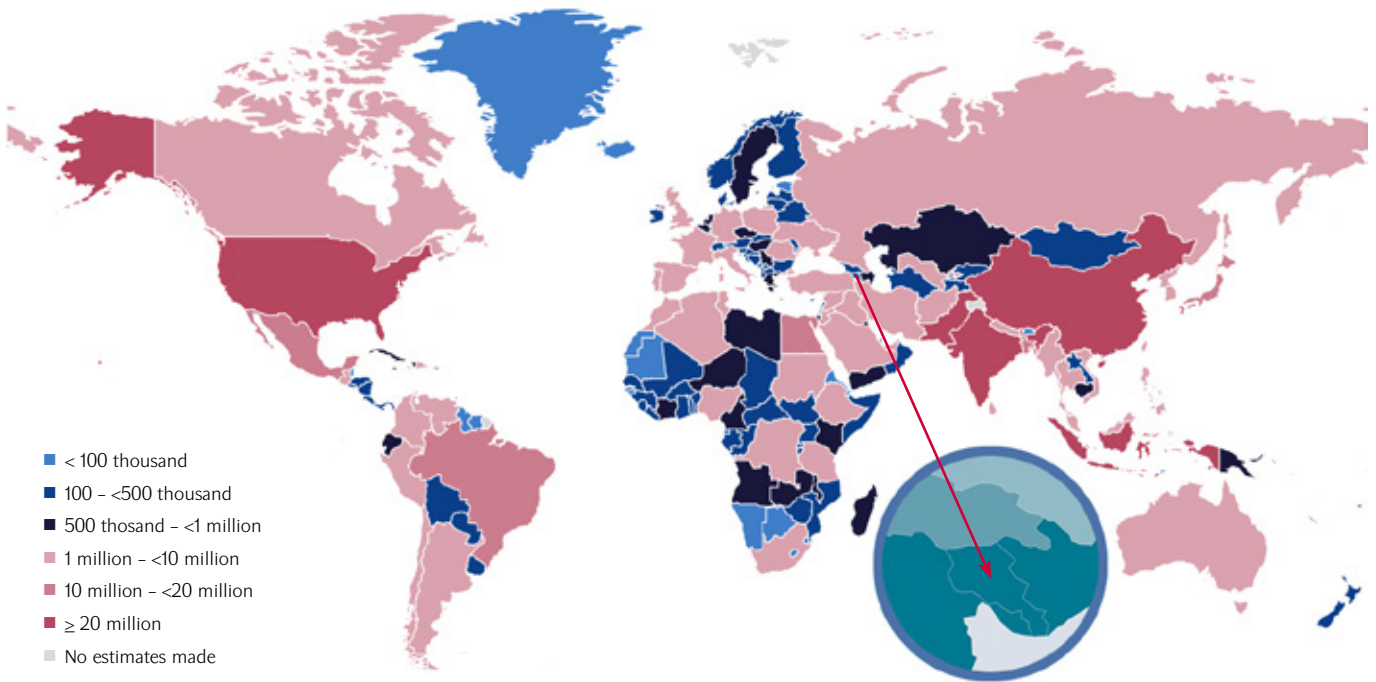 < 100 thousand
100 – <500 thousand
500 thosand – <1 million
1 million – <10 million
10 million – <20 million
≥ 20 million
No estimates made